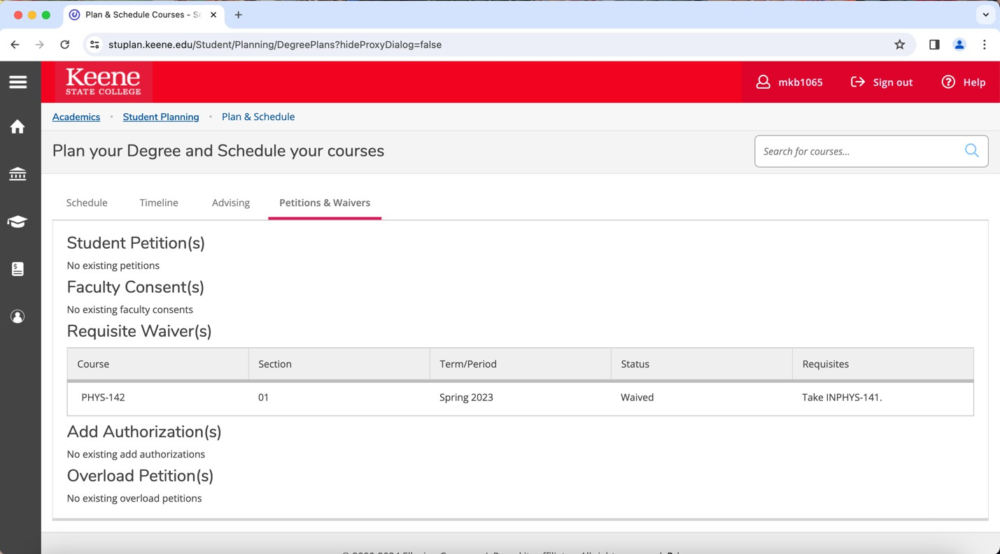 Plan & Schedule Courses - Se
stuplan.keene.edu/Student/Planning/DegreePlans?hideProxyDialog=false
Keene
STATE COLLEGE
mkb1065 Sign out Help
Academics • Student Planning • Plan & Schedule
Plan your Degree and Schedule your courses
Search for courses...
Schedule Timeline Advising Petitions & Waivers
Student Petition(s)
No existing petitions
Faculty Consent(s)
No existing faculty consents
Requisite Waiver(s)
Course Section Term/Period Status Requisites
PHYS-142 01 Spring 2023 Waived Take INPHYS-141.
Add Authorization(s)
No existing add authorizations
Overload Petition(s)
No existing overload petitions